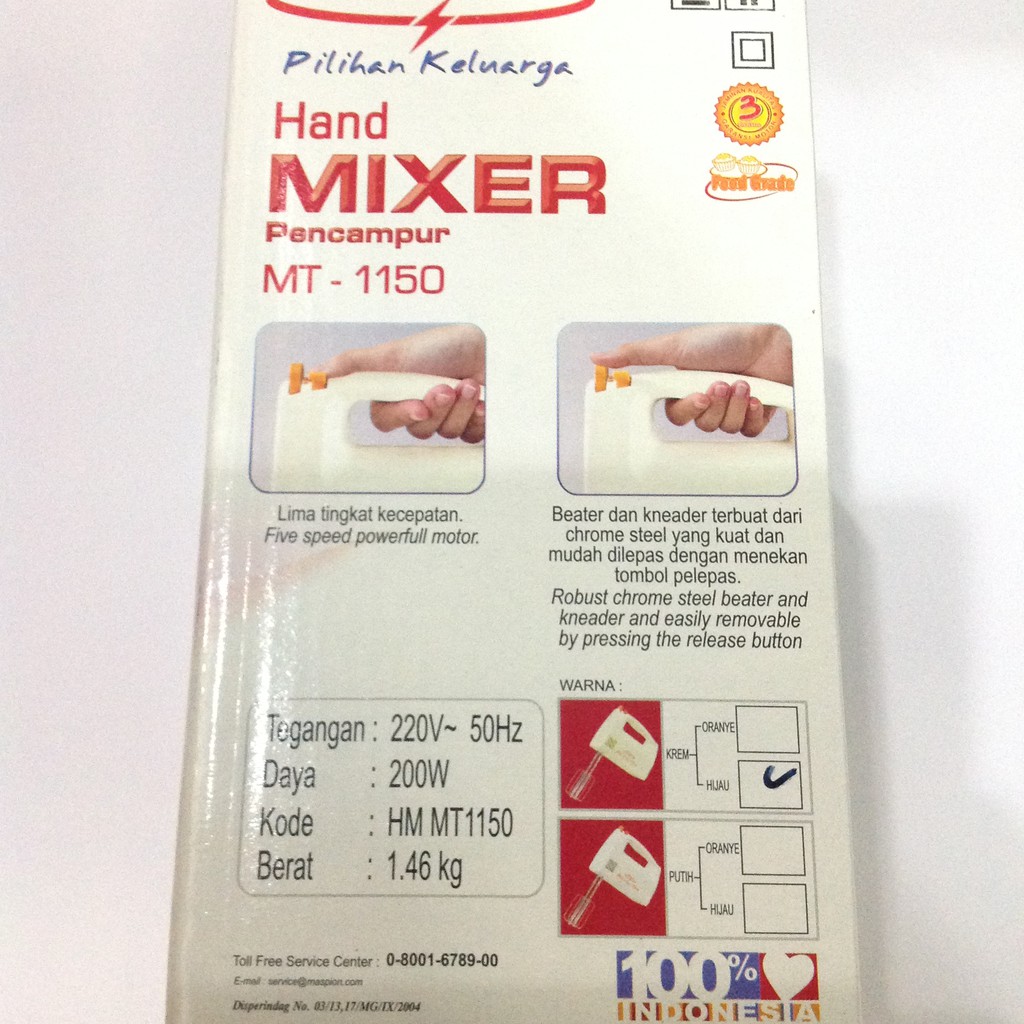 Pilihan Keluarga
3
Food Grade
Hand
MIXER
Pencampur
MT - 1150
Lima tingkat kecepatan.
Five speed powerfull motor.
Beater dan kneader terbuat dari
chrome steel yang kuat dan
mudah dilepas dengan menekan
tombol pelepas.
Robust chrome steel beater and
kneader and easily removable
by pressing the release button
Tegangan : 220V~ 50Hz
Daya : 200W
Kode : HM MT1150
Berat : 1.46 kg
WARNA :
KREM
ORANYE
HIJAU
PUTIH
ORANYE
HIJAU
Toll Free Service Center : 0-8001-6789-00
E-mail : service@maspion.com
Disperindag No. 03/13,17/MG/IX/2004
100%
INDONESIA